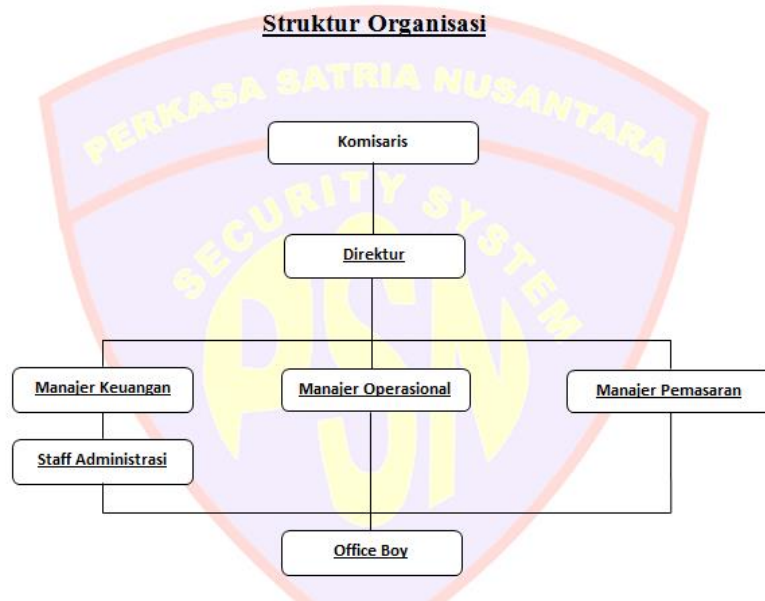 Struktur Organisasi
PERKASA SATRIA NUSANTARA
Komisaris
SECURITY SYSTEM
Direktur
PSN
Manajer Keuangan
Manajer Operasional
Manajer Pemasaran
Staff Administrasi
Office Boy